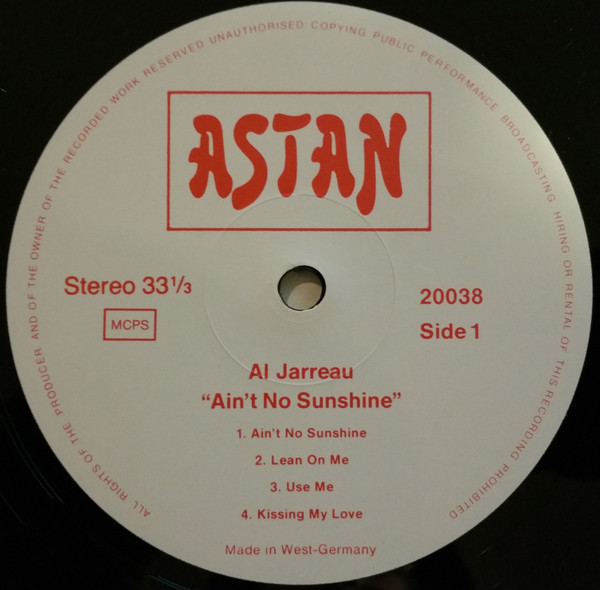 ALL RIGHTS OF THE PRODUCER AND OF THE OWNER OF THE RECORDED WORK RESERVED UNAUTHORISED COPYING PUBLIC PERFORMANCE BROADCASTING HIRING OR RENTAL OF THIS RECORDING PROHIBITED
ASTAN
Stereo 33⅓
MCPS
20038
Side 1
Al Jarreau
“Ain't No Sunshine”
1. Ain't No Sunshine
2. Lean On Me
3. Use Me
4. Kissing My Love
Made in West-Germany